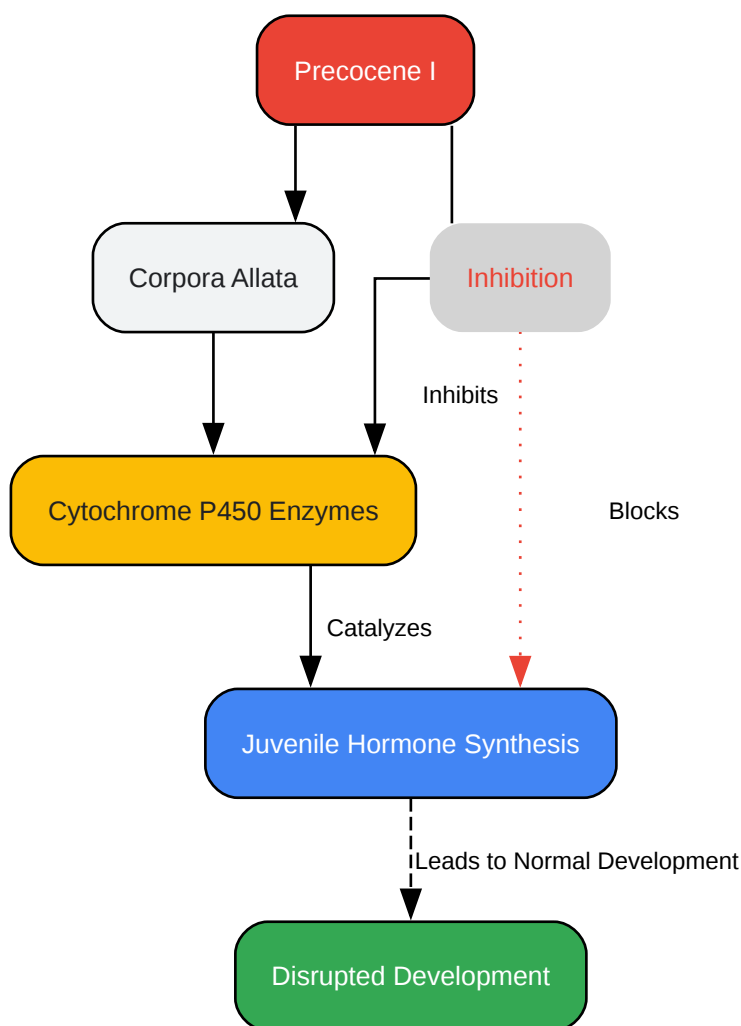 Precocene I
Corpora Allata
Inhibition
Inhibits
Cytochrome P450 Enzymes
Blocks
Catalyzes
Juvenile Hormone Synthesis
Leads to Normal Development
Disrupted Development